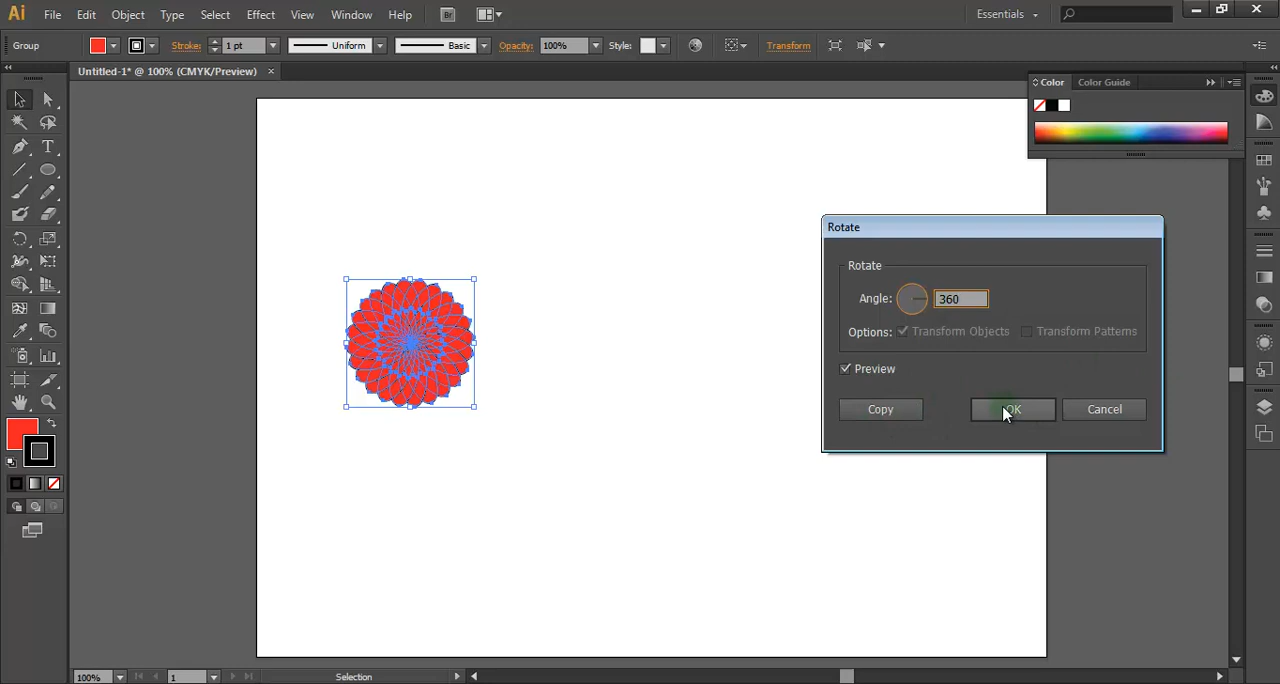 Ai File Edit Object Type Select Effect View Window Help Br Essentials
Group Stroke: 1 pt Uniform Basic Opacity: 100% Style: Transform
Untitled-1* @ 100% (CMYK/Preview) ×
Color Color Guide
Rotate
Rotate
Angle: 360
Options: Transform Objects Transform Patterns
Preview
Copy OK Cancel
100% 1 Selection